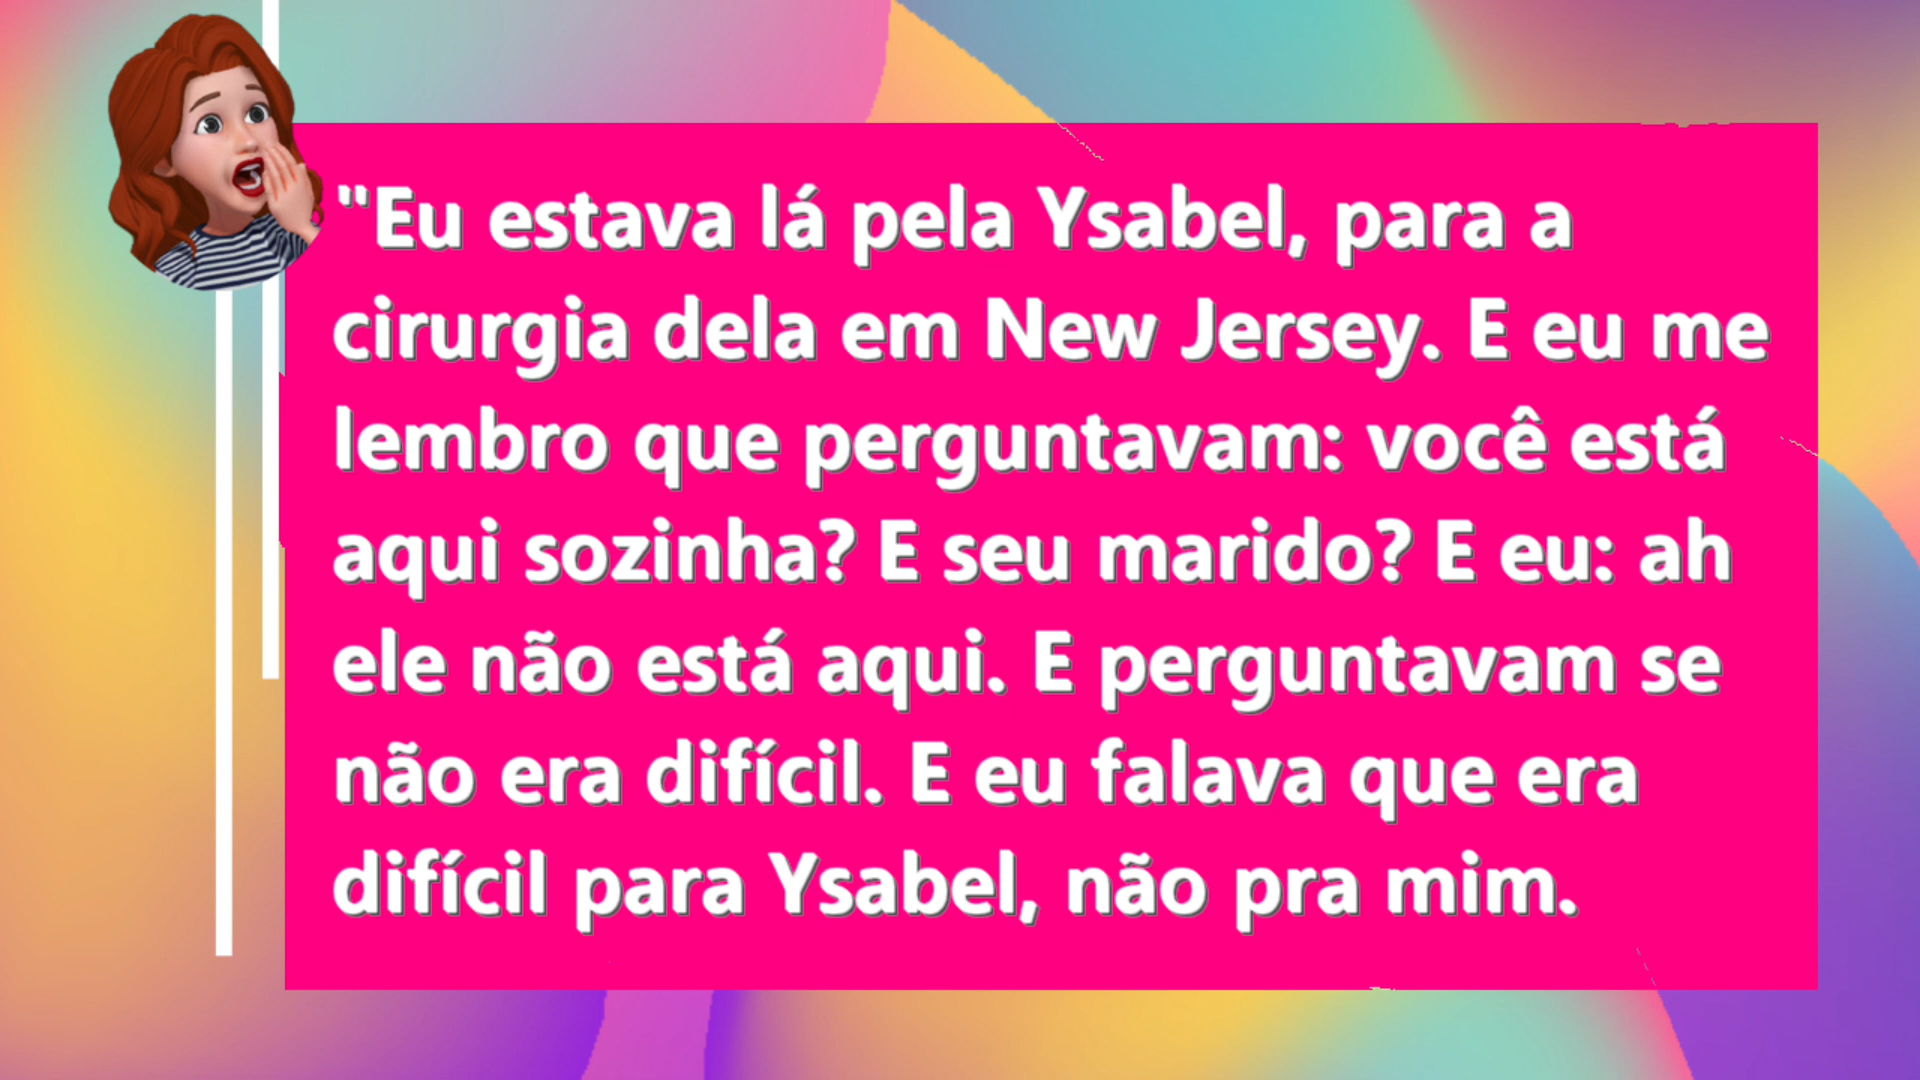 "Eu estava lá pela Ysabel, para a
cirurgia dela em New Jersey. E eu me
lembro que perguntavam: você está
aqui sozinha? E seu marido? E eu: ah
ele não está aqui. E perguntavam se
não era difícil. E eu falava que era
difícil para Ysabel, não pra mim.